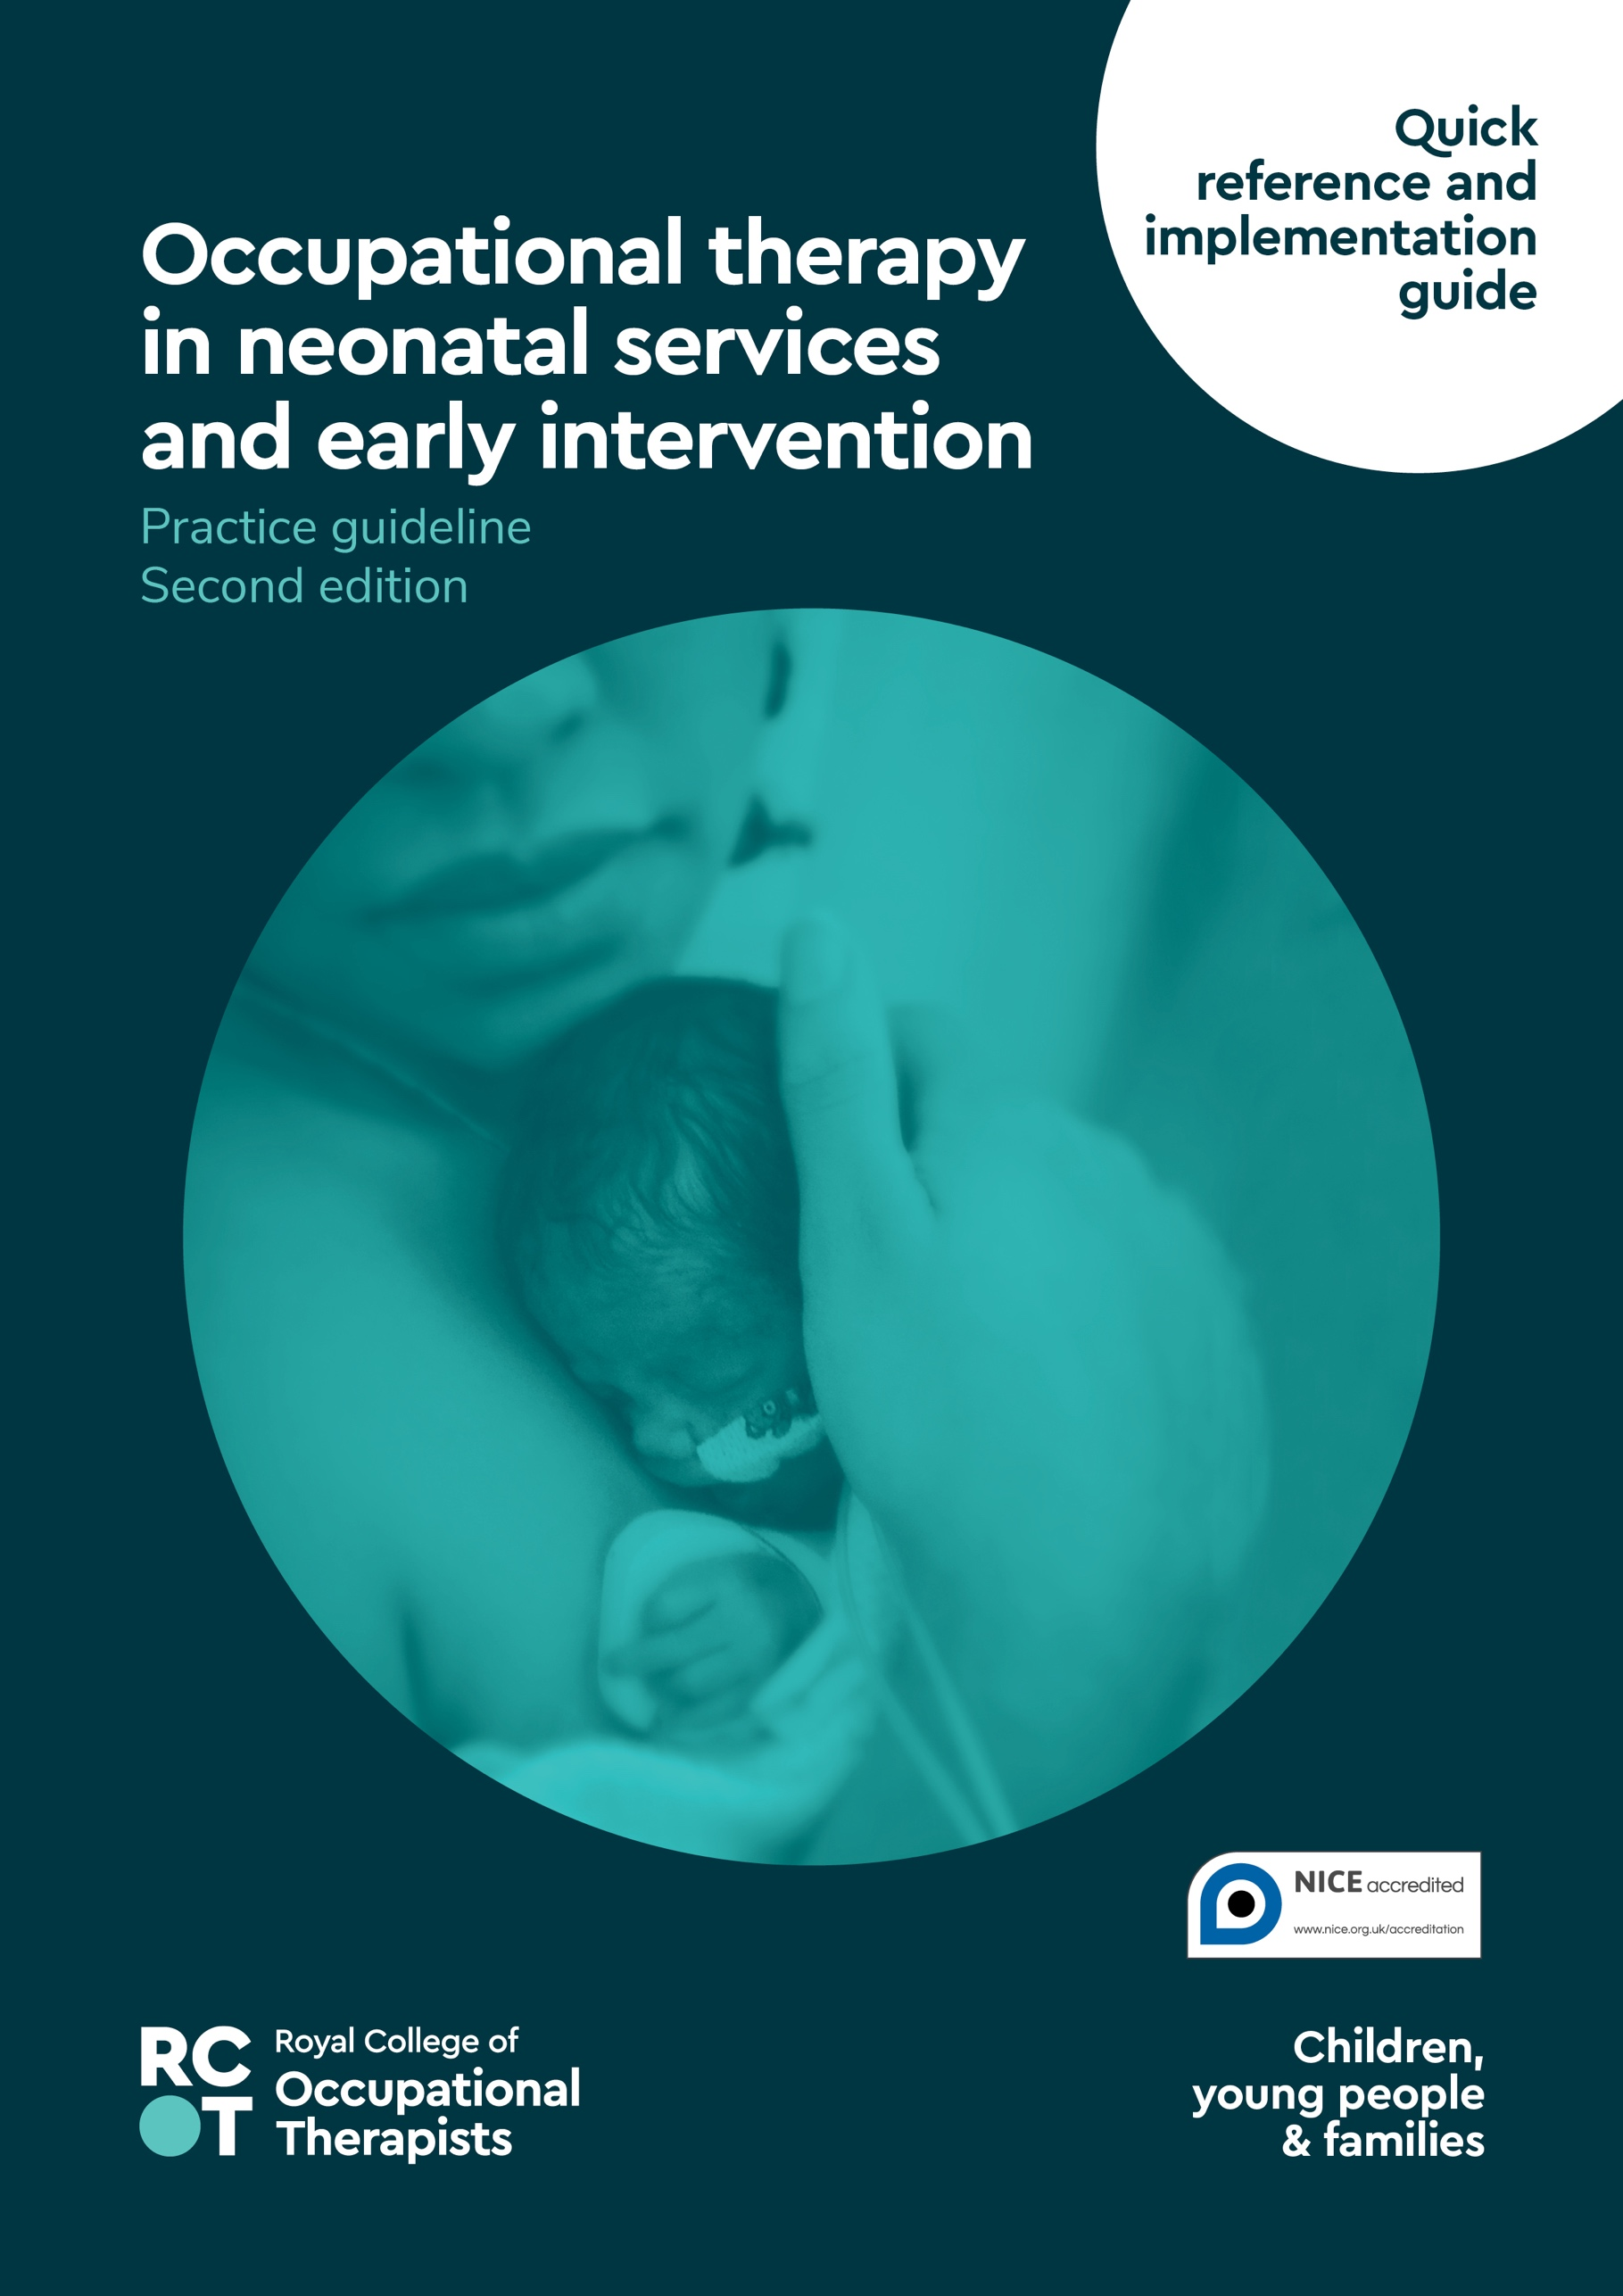 Quick
reference and
implementation
guide
Occupational therapy
in neonatal services
and early intervention
Practice guideline
Second edition
NICE accredited
www.nice.org.uk/accreditation
RC
OT
Royal College of
Occupational
Therapists
Children,
young people
& families